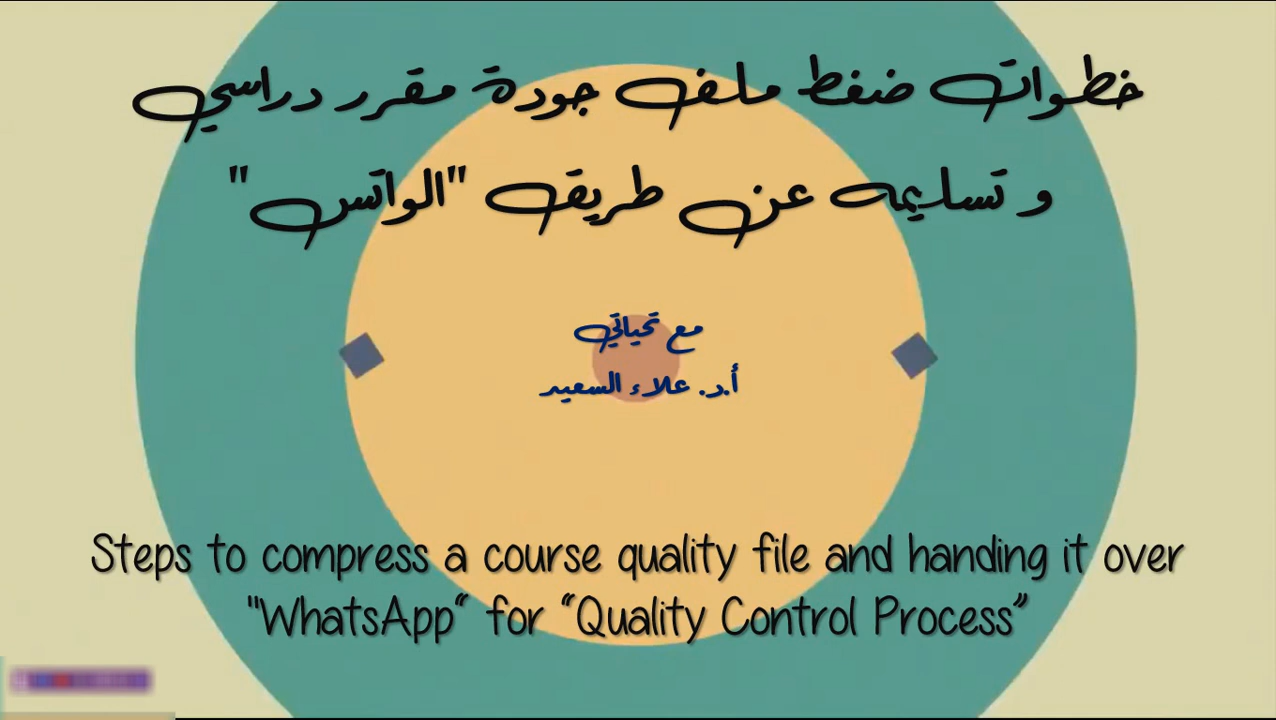 خطوات ضغط ملف جودة مقرر دراسي
و تسليمه عن طريق "الواتس"
مع تحياتي
أ.د. علاء السعيد
Steps to compress a course quality file and handing it over
"WhatsApp“ for “Quality Control Process”